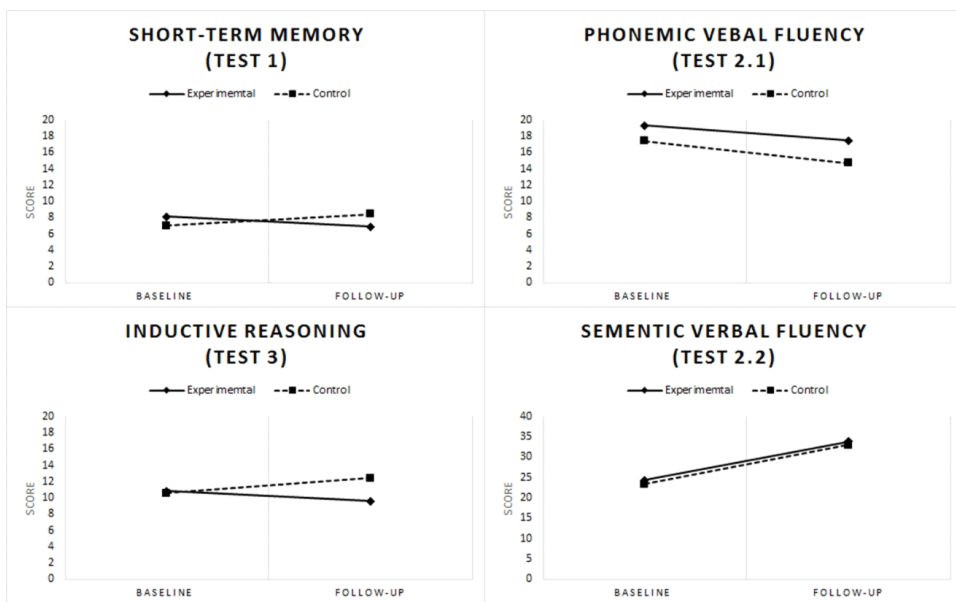 SHORT-TERM MEMORY
(TEST 1)
Experimemtal Control
20
18
16
14
12
10
8
6
4
2
0
SCORE
BASELINE FOLLOW-UP
PHONEMIC VEBAL FLUENCY
(TEST 2.1)
Experimemtal Control
20
18
16
14
12
10
8
6
4
2
0
SCORE
BASELINE FOLLOW-UP
INDUCTIVE REASONING
(TEST 3)
Experimemtal Control
20
18
16
14
12
10
8
6
4
2
0
SCORE
BASELINE FOLLOW-UP
SEMENTIC VERBAL FLUENCY
(TEST 2.2)
Experimemtal Control
40
35
30
25
20
15
10
5
0
SCORE
BASELINE FOLLOW-UP